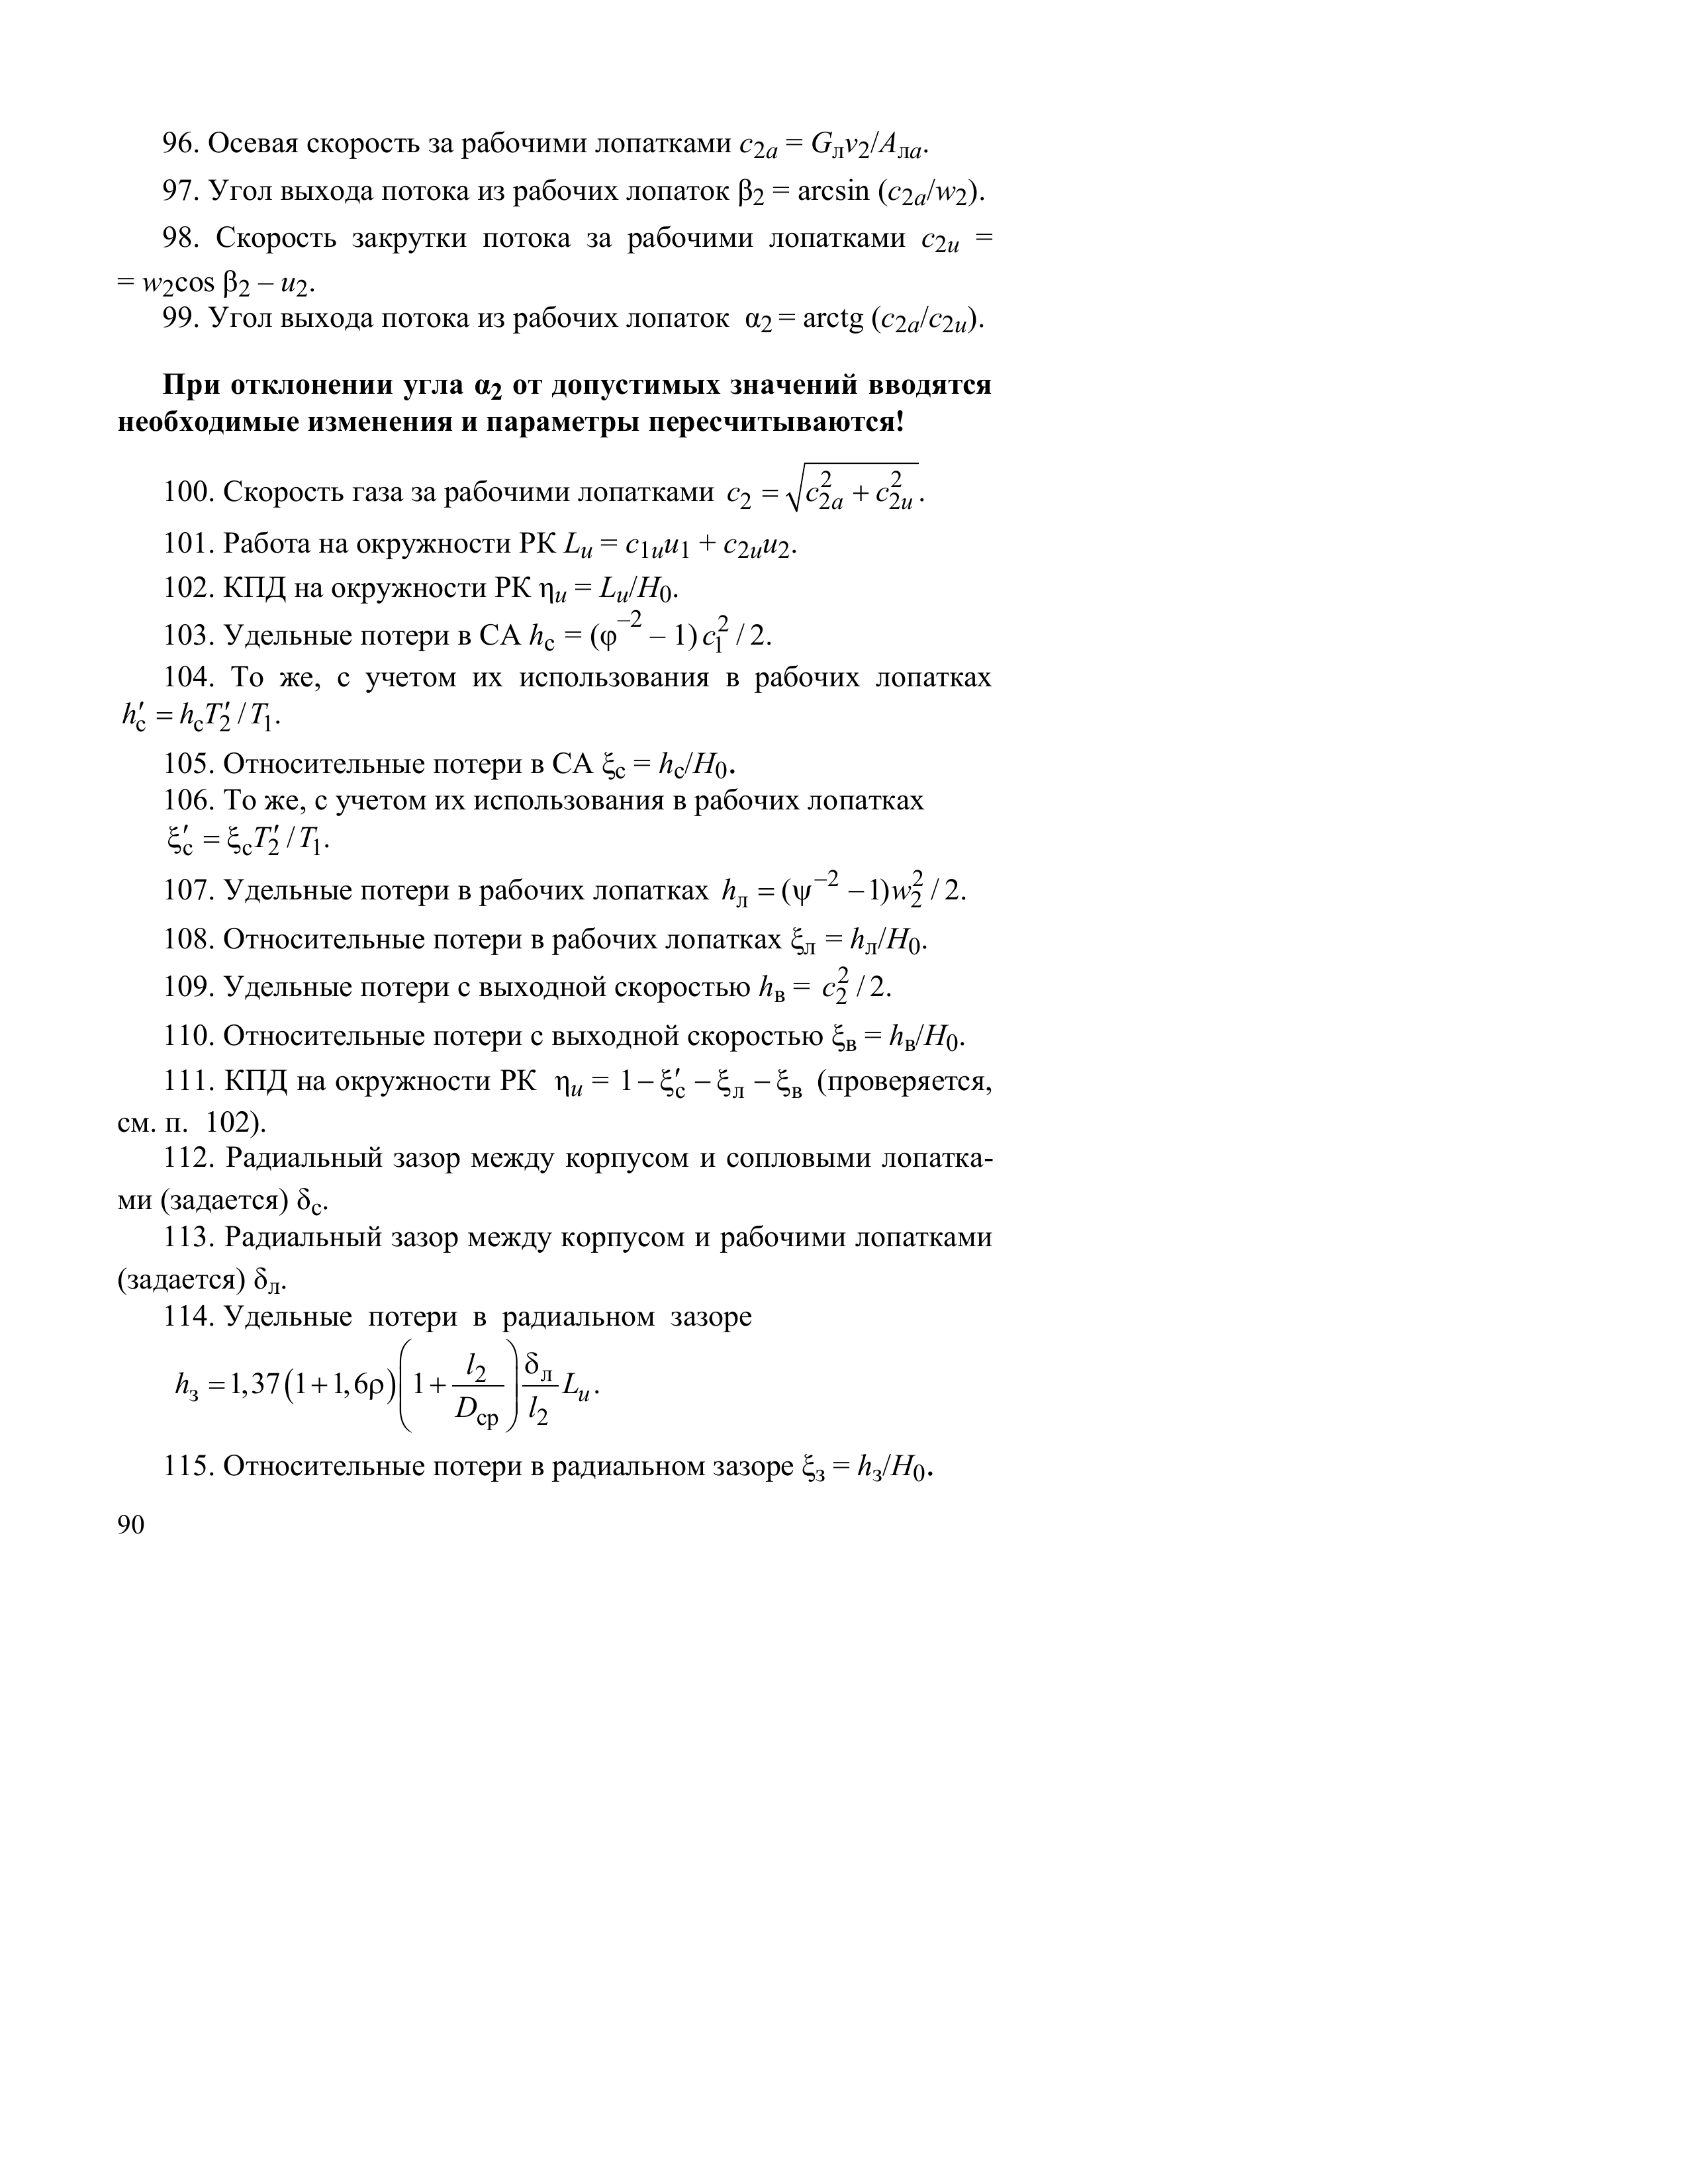 96. Осевая скорость за рабочими лопатками c₂ₐ = Gлv₂/Aлa.
97. Угол выхода потока из рабочих лопаток β₂ = arcsin (c₂ₐ/w₂).
98. Скорость закрутки потока за рабочими лопатками c₂ᵤ =
= w₂cos β₂ – u₂.
99. Угол выхода потока из рабочих лопаток α₂ = arctg (c₂ₐ/c₂ᵤ).
При отклонении угла α₂ от допустимых значений вводятся
необходимые изменения и параметры пересчитываются!
100. Скорость газа за рабочими лопатками c₂ = √(c₂ₐ² + c₂ᵤ²).
101. Работа на окружности РК Lᵤ = c₁ᵤu₁ + c₂ᵤu₂.
102. КПД на окружности РК ηᵤ = Lᵤ/H₀.
103. Удельные потери в СА hс = (φ⁻² – 1) c₁² / 2.
104. То же, с учетом их использования в рабочих лопатках
h′с = hсT′₂ / T₁.
105. Относительные потери в СА ξс = hс/H₀.
106. То же, с учетом их использования в рабочих лопатках
ξ′с = ξсT′₂ / T₁.
107. Удельные потери в рабочих лопатках hл = (ψ⁻² – 1)w₂² / 2.
108. Относительные потери в рабочих лопатках ξл = hл/H₀.
109. Удельные потери с выходной скоростью hв = c₂² / 2.
110. Относительные потери с выходной скоростью ξв = hв/H₀.
111. КПД на окружности РК ηᵤ = 1 – ξ′с – ξл – ξв (проверяется,
см. п. 102).
112. Радиальный зазор между корпусом и сопловыми лопатка-
ми (задается) δс.
113. Радиальный зазор между корпусом и рабочими лопатками
(задается) δл.
114. Удельные потери в радиальном зазоре
hз = 1,37(1 + 1,6ρ)(1 + l₂/Dср) δл/l₂ Lᵤ.
115. Относительные потери в радиальном зазоре ξз = hз/H₀.
90